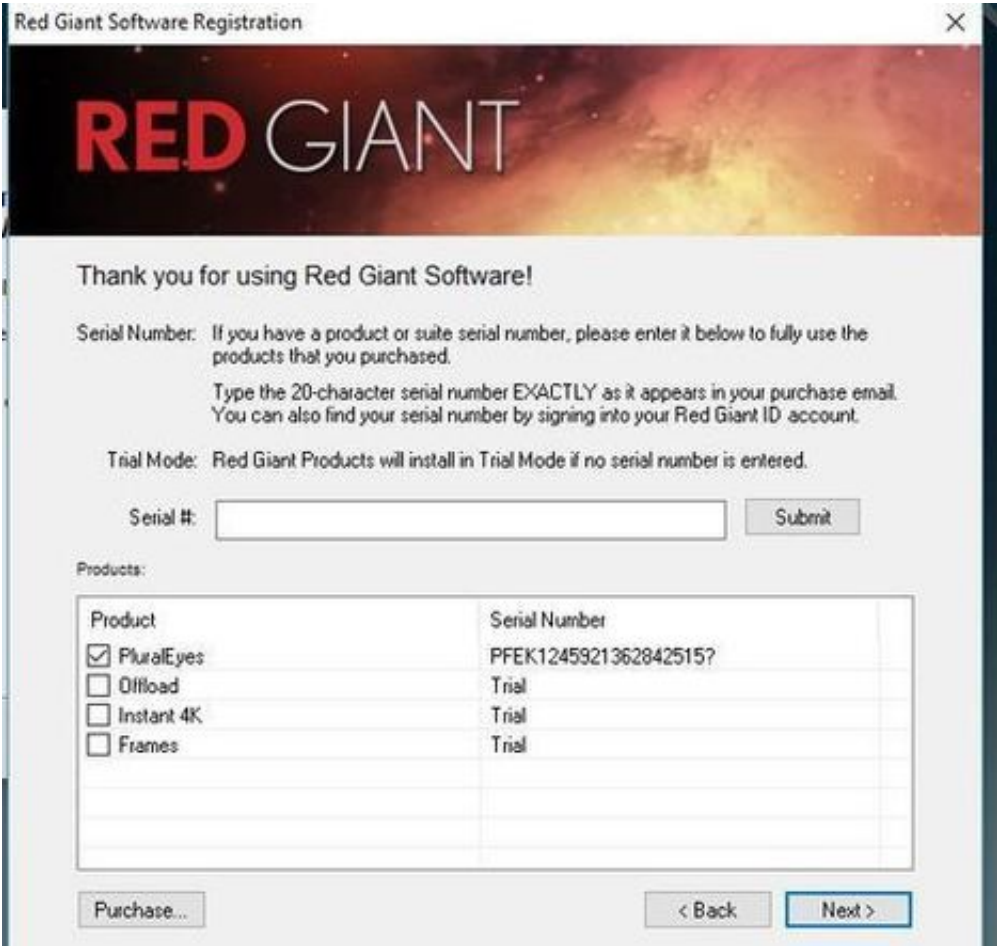 Red Giant Software Registration
RED GIANT
Thank you for using Red Giant Software!
Serial Number: If you have a product or suite serial number, please enter it below to fully use the
products that you purchased.
Type the 20-character serial number EXACTLY as it appears in your purchase email.
You can also find your serial number by signing into your Red Giant ID account.
Trial Mode: Red Giant Products will install in Trial Mode if no serial number is entered.
Serial #: Submit
Products:
Product Serial Number
PluralEyes PFEK1245921362842515?
Offload Trial
Instant 4K Trial
Frames Trial
Purchase... < Back Next >